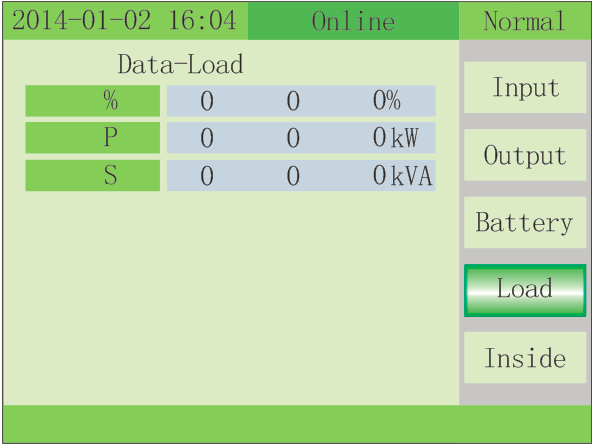 2014-01-02 16:04 Online Normal
Data-Load
% 0 0 0%
P 0 0 0kW
S 0 0 0kVA
Input
Output
Battery
Load
Inside